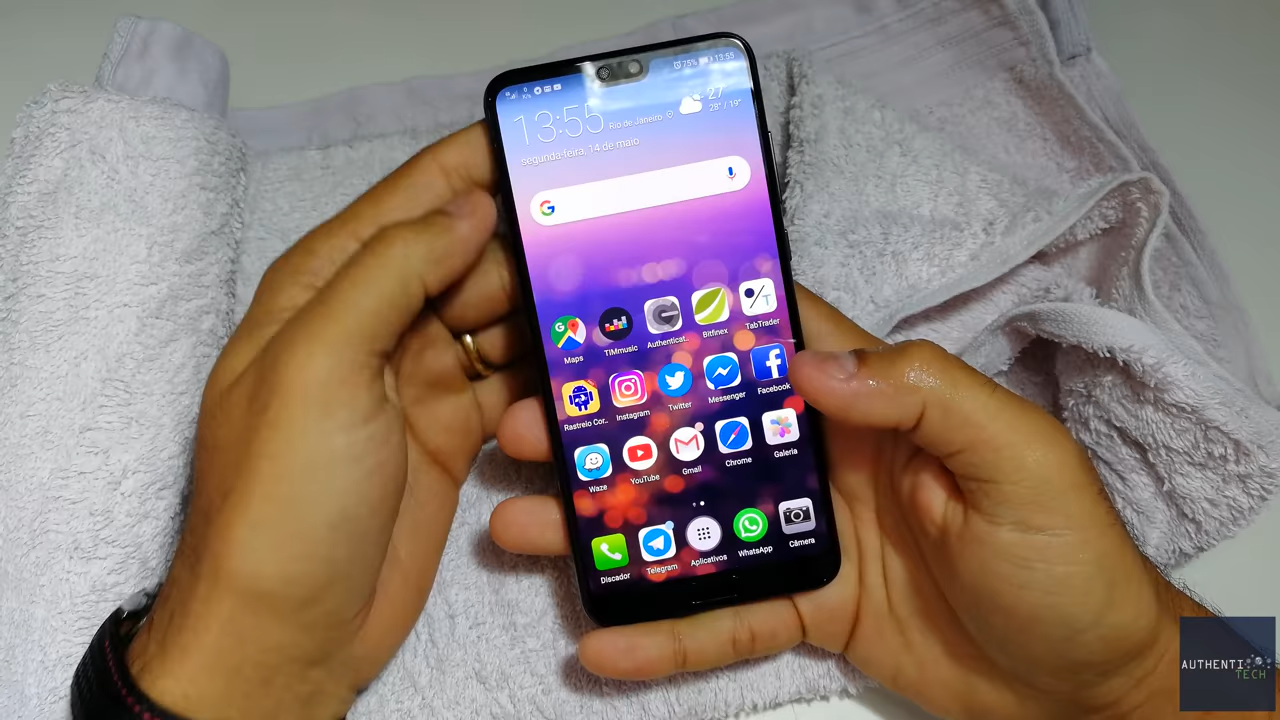 75% 13:55
0
K/s
13:55 Rio de Janeiro 27°
28° / 19°
segunda-feira, 14 de maio
G
Maps TIMmusic Authenticat.. Bitfinex TabTrader
Rastreio Cor.. Instagram Twitter Messenger Facebook
Waze YouTube Gmail Chrome Galeria
Discador Telegram Aplicativos WhatsApp Câmera
AUTHENTI
TECH